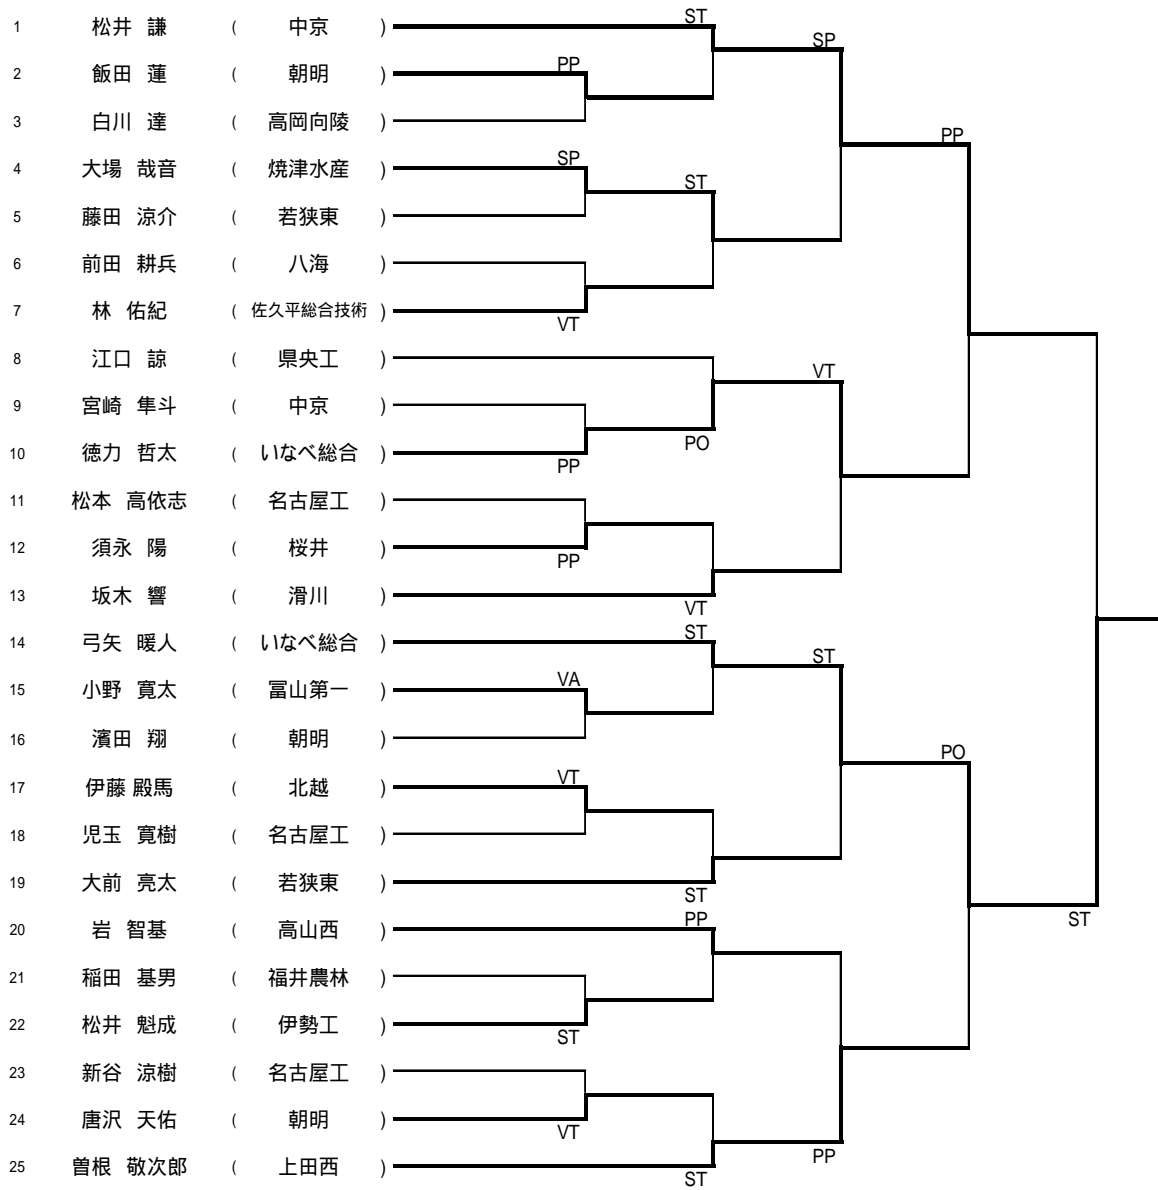 ST
1 松井 謙 ( 中京 )
SP
2 飯田 蓮 ( 朝明 ) PP
3 白川 達 ( 高岡向陵 )
PP
4 大場 哉音 ( 焼津水産 ) SP
ST
5 藤田 涼介 ( 若狭東 )
6 前田 耕兵 ( 八海 )
7 林 佑紀 ( 佐久平総合技術 )
VT
8 江口 諒 ( 県央工 )
VT
9 宮崎 隼斗 ( 中京 )
PO
10 徳力 哲太 ( いなべ総合 )
PP
11 松本 高依志 ( 名古屋工 )
12 須永 陽 ( 桜井 )
PP
13 坂木 響 ( 滑川 )
VT
ST
14 弓矢 暖人 ( いなべ総合 )
ST
15 小野 寛太 ( 冨山第一 ) VA
16 濱田 翔 ( 朝明 )
PO
17 伊藤 殿馬 ( 北越 ) VT
18 児玉 寛樹 ( 名古屋工 )
19 大前 亮太 ( 若狭東 )
ST
PP ST
20 岩 智基 ( 高山西 )
21 稲田 基男 ( 福井農林 )
22 松井 魁成 ( 伊勢工 )
ST
23 新谷 涼樹 ( 名古屋工 )
24 唐沢 天佑 ( 朝明 )
VT
PP
25 曽根 敬次郎 ( 上田西 )
ST